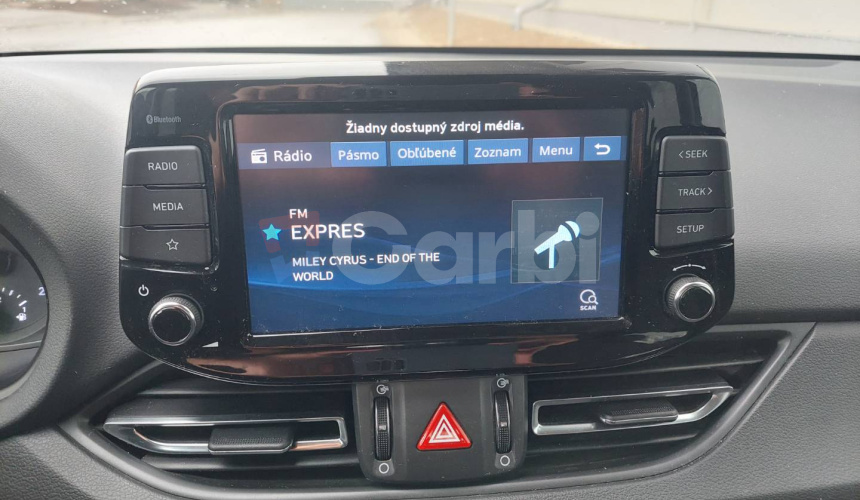 Bluetooth
Žiadny dostupný zdroj média.
RADIO
MEDIA
Rádio
Pásmo
Obľúbené
Zoznam
Menu
< SEEK
TRACK >
SETUP
FM
EXPRES
MILEY CYRUS - END OF THE
WORLD
SCAN
Garbi
2